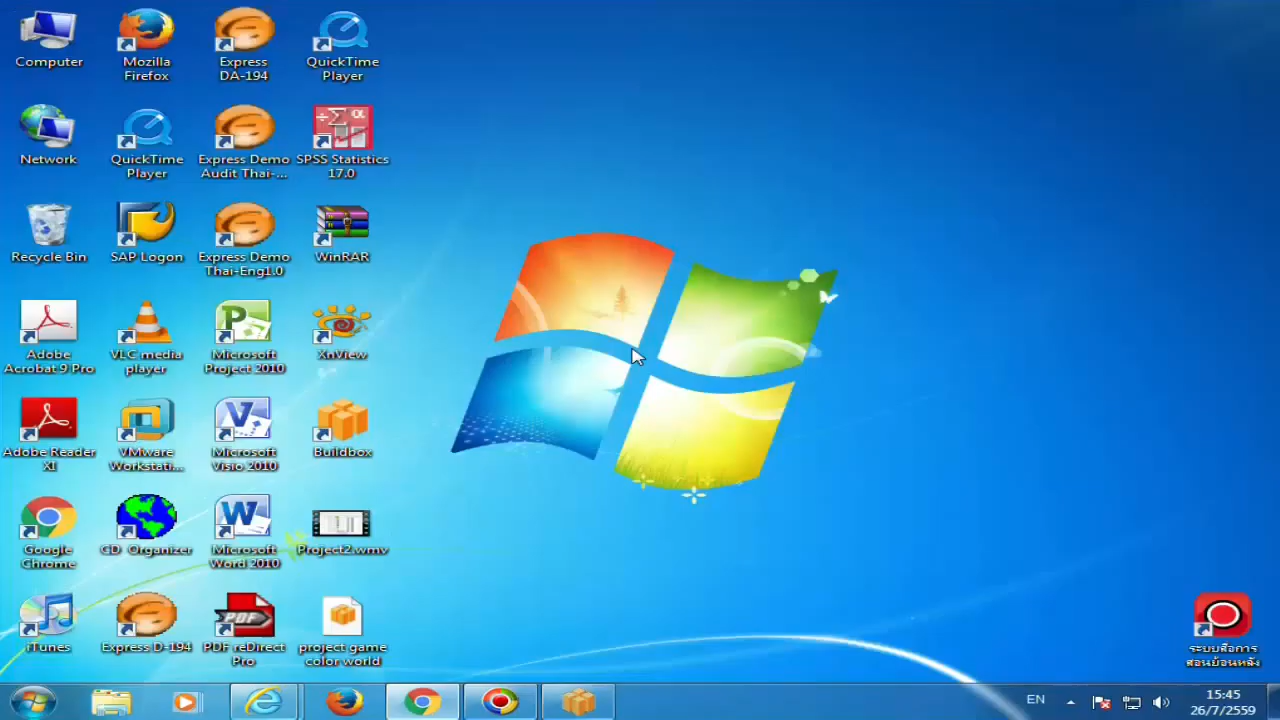 Computer
Mozilla
Firefox
Express
DA-194
QuickTime
Player
Network
QuickTime
Player
Express Demo
Audit Thai-...
SPSS Statistics
17.0
Recycle Bin
SAP Logon
Express Demo
Thai-Eng1.0
WinRAR
Adobe
Acrobat 9 Pro
VLC media
player
Microsoft
Project 2010
XnView
Adobe Reader
XI
VMware
Workstati...
Microsoft
Visio 2010
Buildbox
Google
Chrome
CD_Organizer
Microsoft
Word 2010
Project2.wmv
iTunes
Express D-194
PDF
PDF reDirect
Pro
project game
color world
ระบบสื่อการ
สอนย้อนหลัง
EN
15:45
26/7/2559